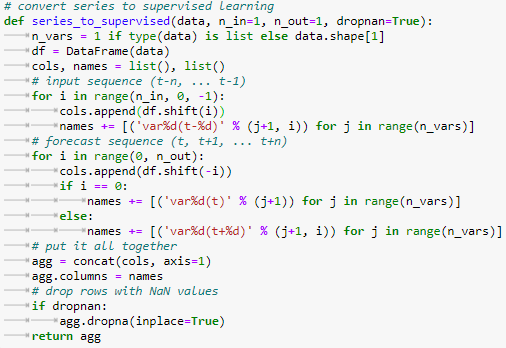 # convert series to supervised learning
def series_to_supervised(data, n_in=1, n_out=1, dropnan=True):
    n_vars = 1 if type(data) is list else data.shape[1]
    df = DataFrame(data)
    cols, names = list(), list()
    # input sequence (t-n, ... t-1)
    for i in range(n_in, 0, -1):
        cols.append(df.shift(i))
        names += [('var%d(t-%d)' % (j+1, i)) for j in range(n_vars)]
    # forecast sequence (t, t+1, ... t+n)
    for i in range(0, n_out):
        cols.append(df.shift(-i))
        if i == 0:
            names += [('var%d(t)' % (j+1)) for j in range(n_vars)]
        else:
            names += [('var%d(t+%d)' % (j+1, i)) for j in range(n_vars)]
    # put it all together
    agg = concat(cols, axis=1)
    agg.columns = names
    # drop rows with NaN values
    if dropnan:
        agg.dropna(inplace=True)
    return agg